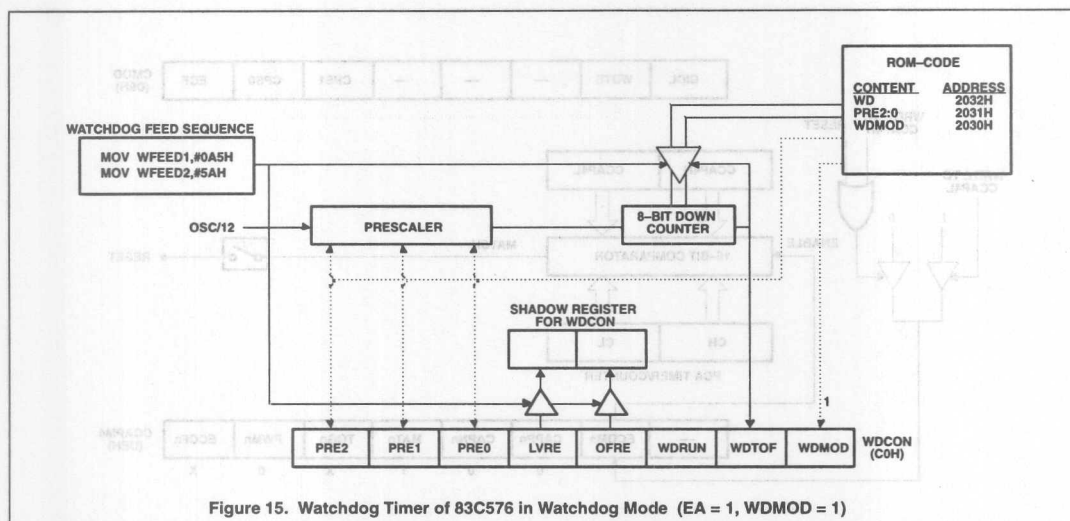 ROM–CODE
CONTENT ADDRESS
WD 2032H
PRE2:0 2031H
WDMOD 2030H
WATCHDOG FEED SEQUENCE
MOV WFEED1,#0A5H
MOV WFEED2,#5AH
OSC/12
PRESCALER
8–BIT DOWN
COUNTER
SHADOW REGISTER
FOR WDCON
1
PRE2 PRE1 PRE0 LVRE OFRE WDRUN WDTOF WDMOD
WDCON
(C0H)
Figure 15. Watchdog Timer of 83C576 in Watchdog Mode (EA = 1, WDMOD = 1)